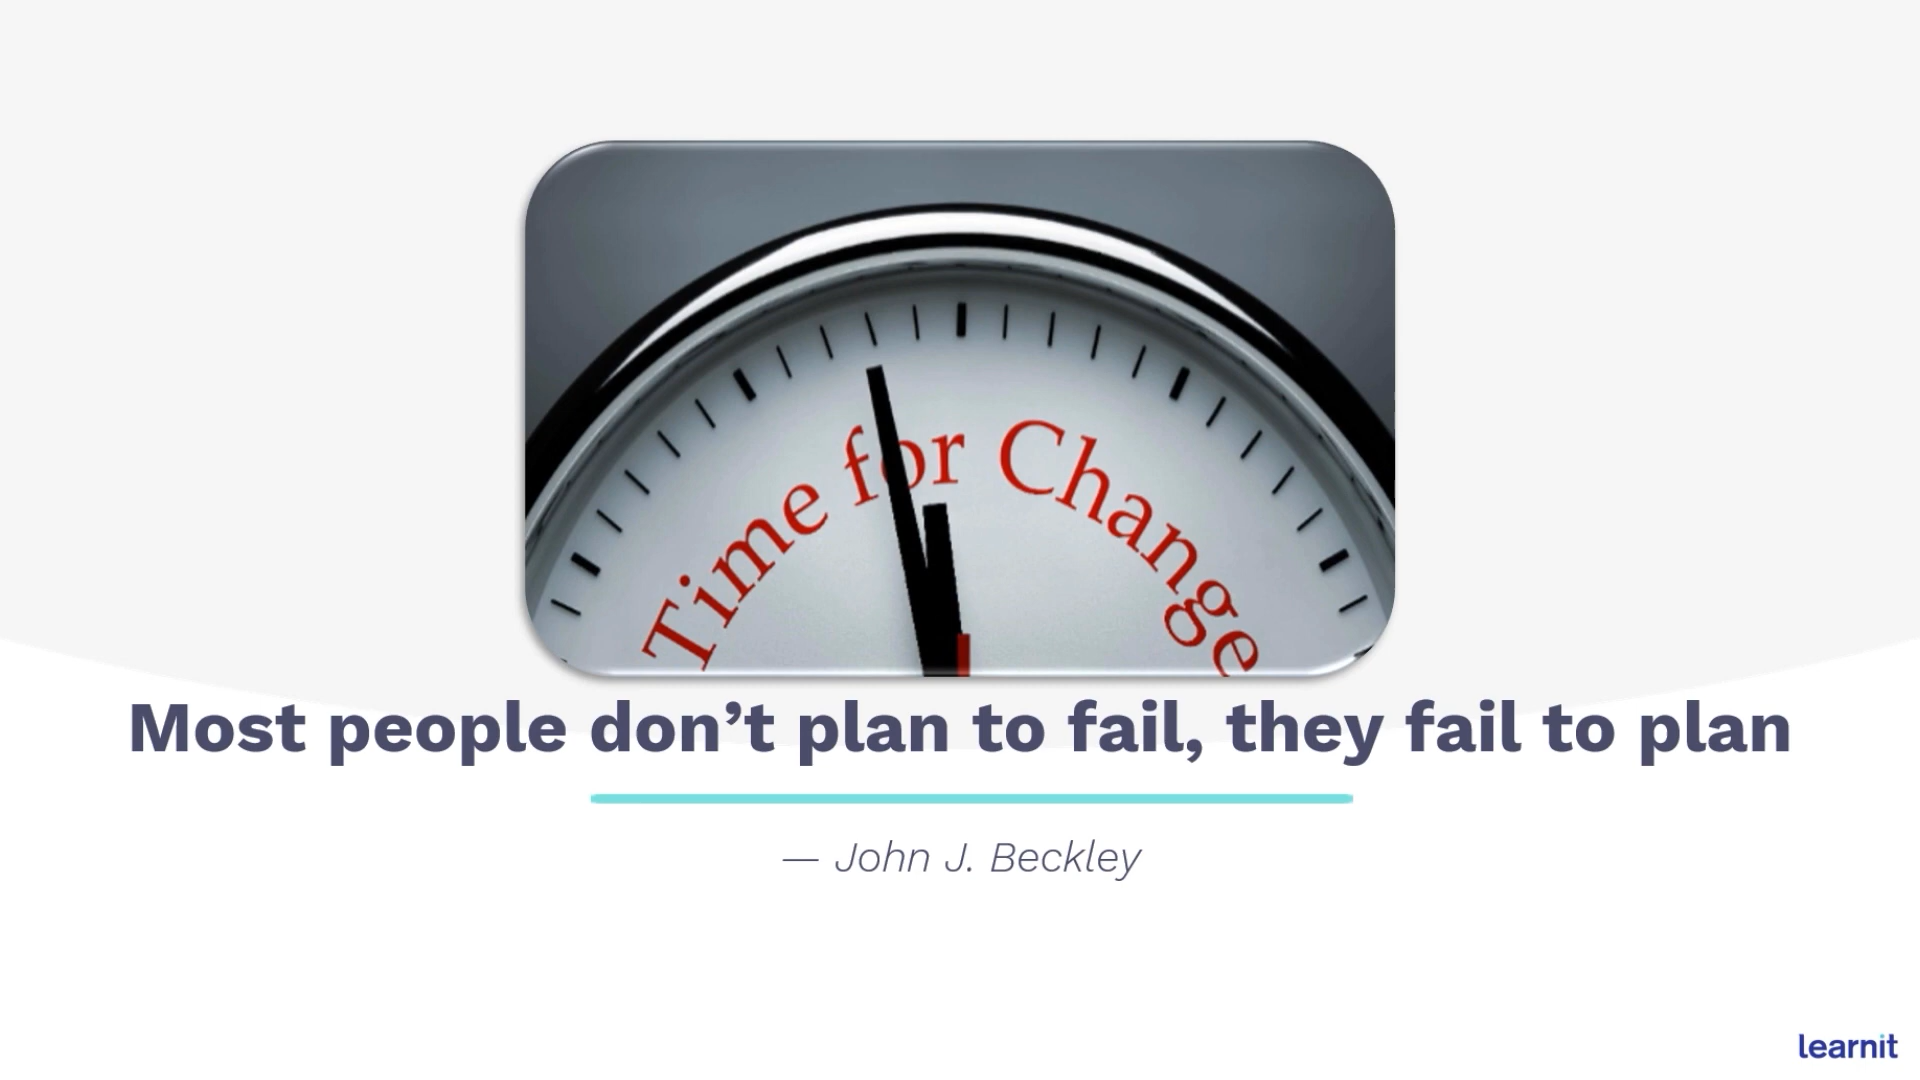 Time for Change
Most people don’t plan to fail, they fail to plan
— John J. Beckley
learnit